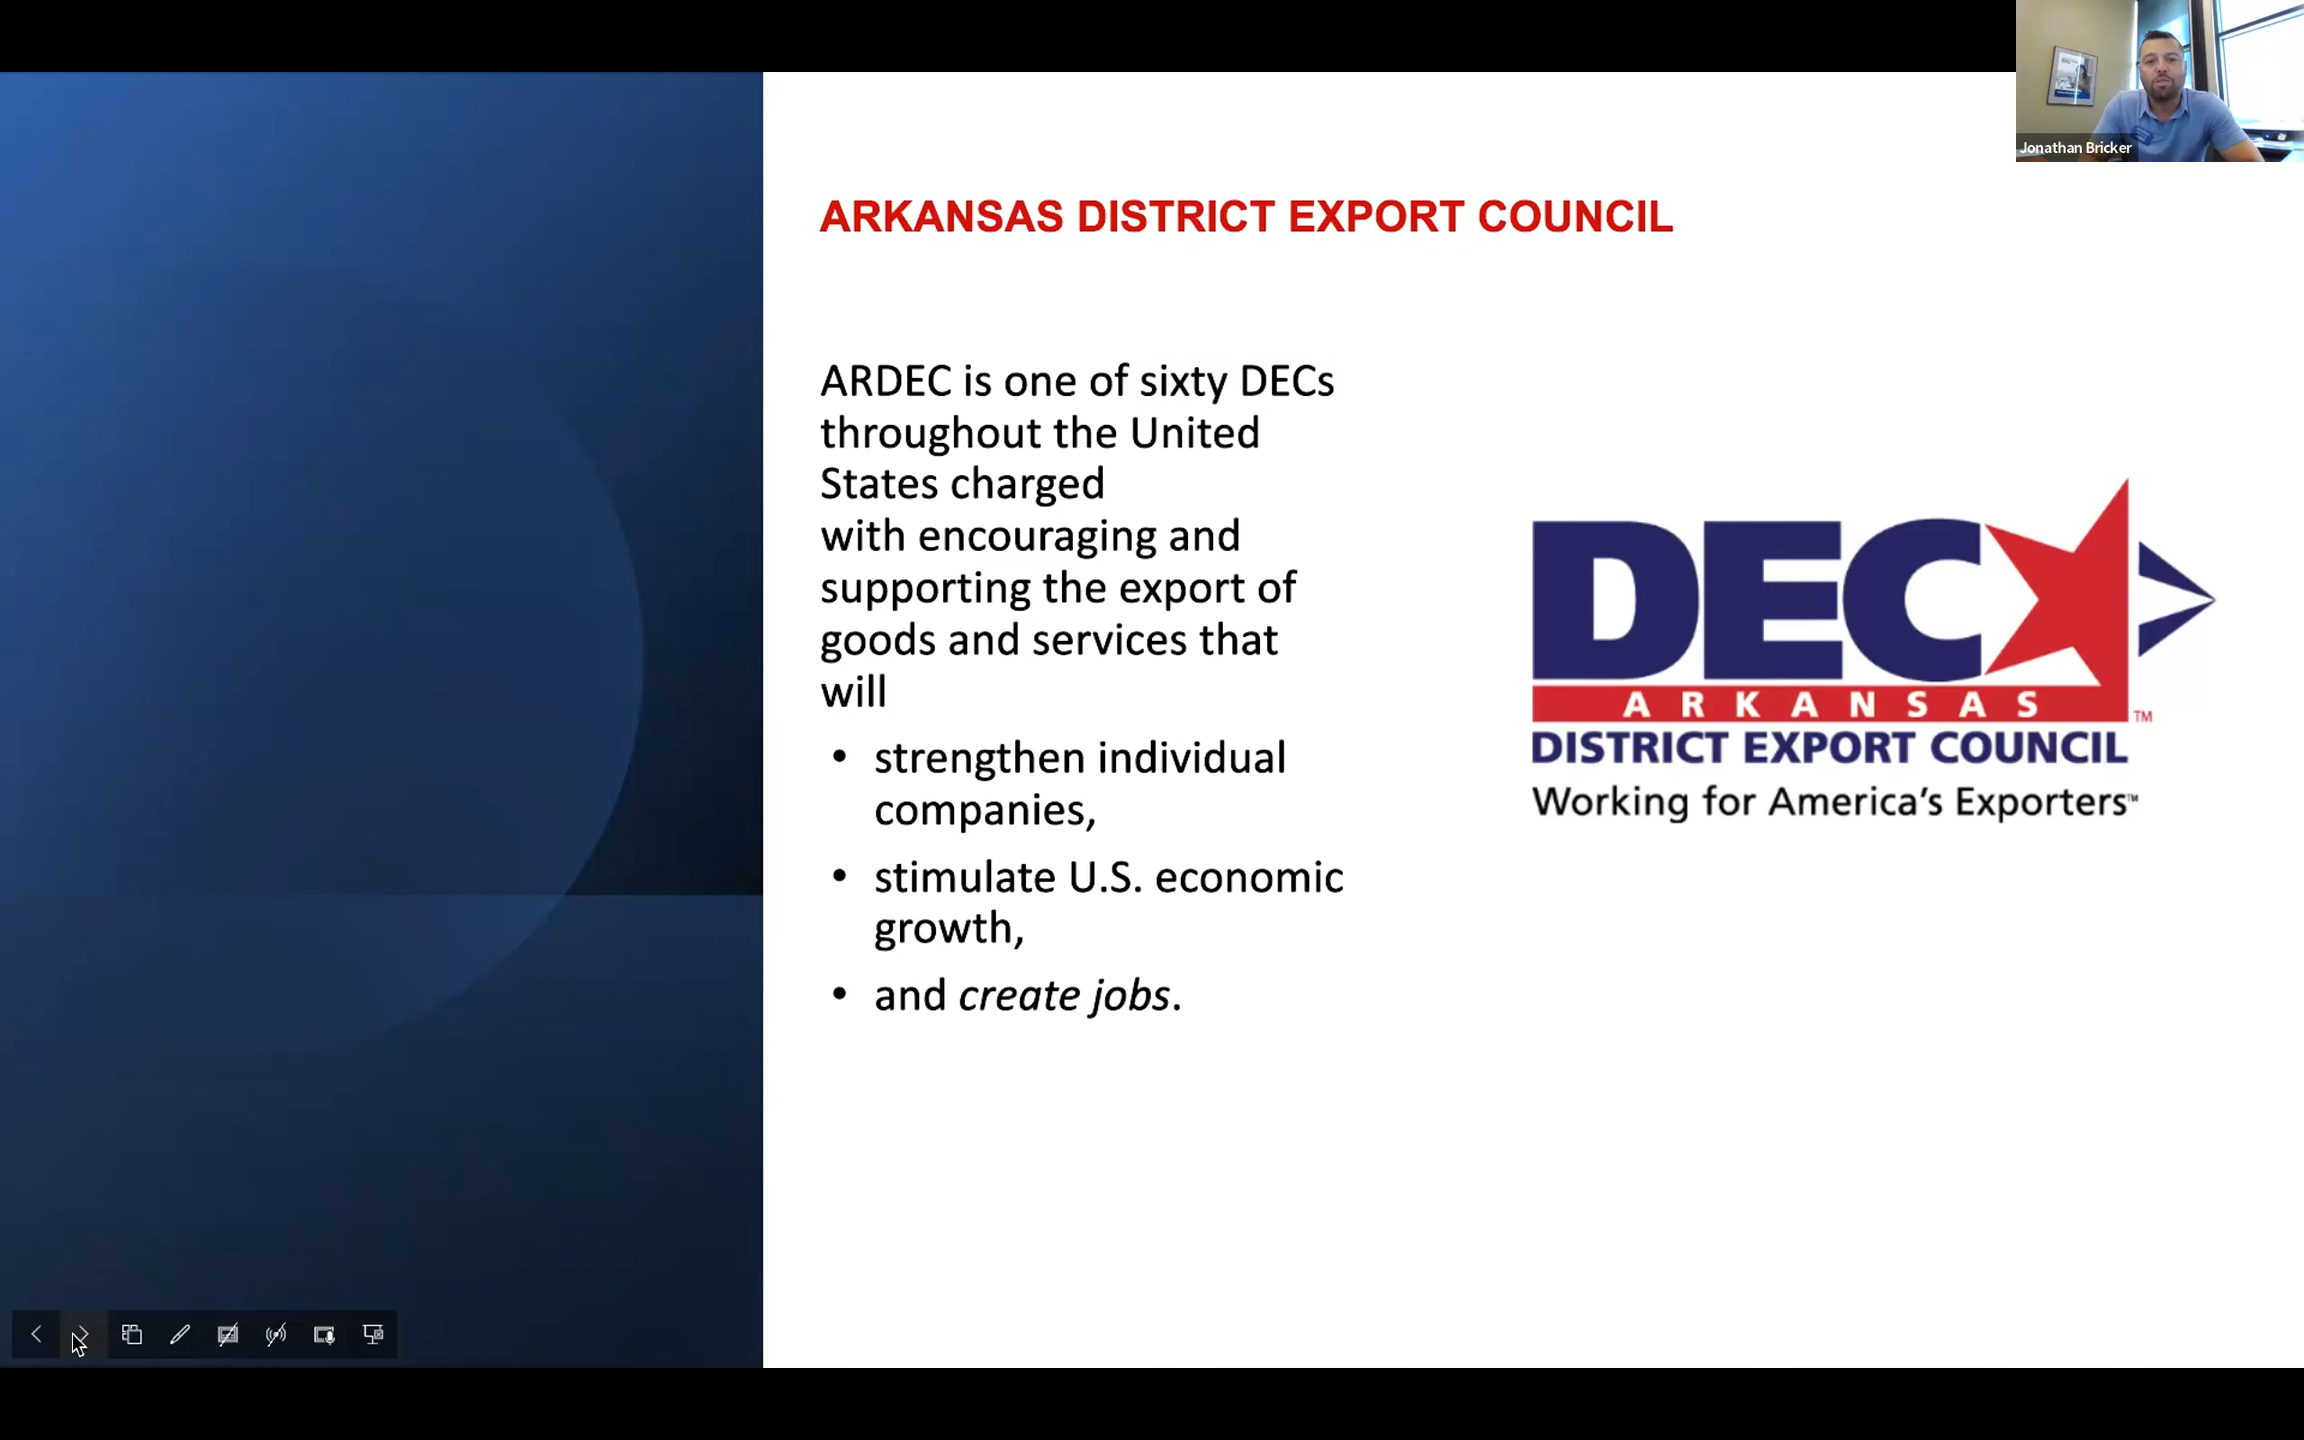 Jonathan Bricker
ARKANSAS DISTRICT EXPORT COUNCIL
ARDEC is one of sixty DECs
throughout the United
States charged
with encouraging and
supporting the export of
goods and services that
will
• strengthen individual
companies,
• stimulate U.S. economic
growth,
• and create jobs.
DEC
ARKANSAS
TM
DISTRICT EXPORT COUNCIL
Working for America's Exporters™